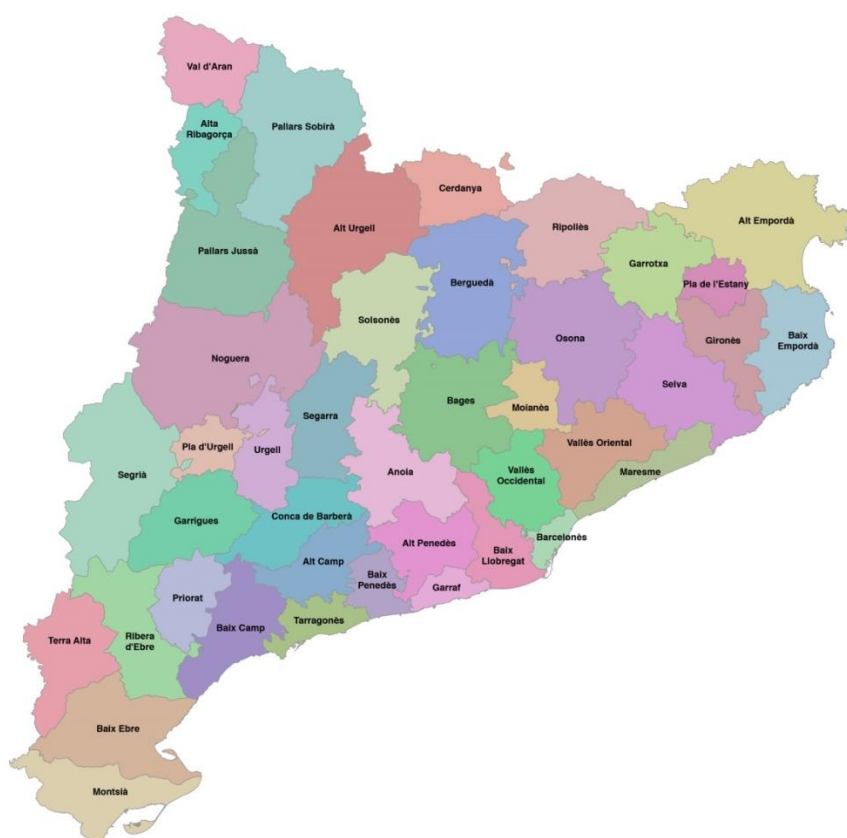 Val d'Aran
Alta
Ribagorça
Pallars Sobirà
Cerdanya
Alt Urgell
Ripollès
Alt Empordà
Pallars Jussà
Garrotxa
Pla de l'Estany
Berguedà
Solsonès
Osona
Gironès
Baix
Empordà
Noguera
Selva
Bages
Moianès
Segarra
Vallès Oriental
Pla d'Urgell
Urgell
Segrià
Anoia
Vallès
Occidental
Maresme
Garrigues
Conca de Barberà
Barcelonès
Alt Penedès
Baix
Llobregat
Alt Camp
Baix
Penedès
Garraf
Priorat
Tarragonès
Baix Camp
Terra Alta
Ribera
d'Ebre
Baix Ebre
Montsià